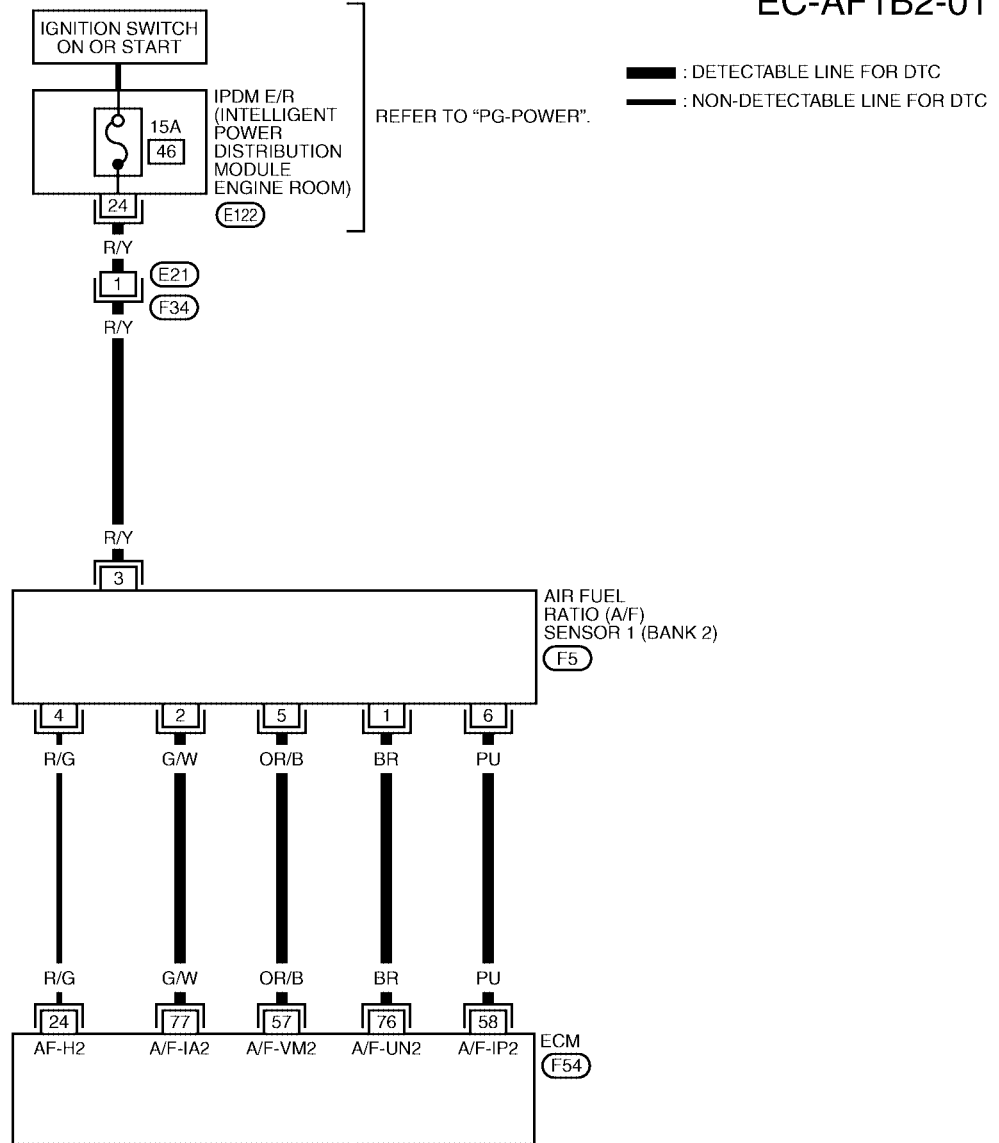 EC-AF1B2-01
IGNITION SWITCH
ON OR START
: DETECTABLE LINE FOR DTC
: NON-DETECTABLE LINE FOR DTC
IPDM E/R
(INTELLIGENT
POWER
DISTRIBUTION
MODULE
ENGINE ROOM)
E122
REFER TO “PG-POWER”.
15A
46
24
R/Y
1
E21
F34
R/Y
R/Y
3
AIR FUEL
RATIO (A/F)
SENSOR 1 (BANK 2)
F5
4 2 5 1 6
R/G G/W OR/B BR PU
R/G G/W OR/B BR PU
24 77 57 76 58
AF-H2 A/F-IA2 A/F-VM2 A/F-UN2 A/F-IP2
ECM
F54